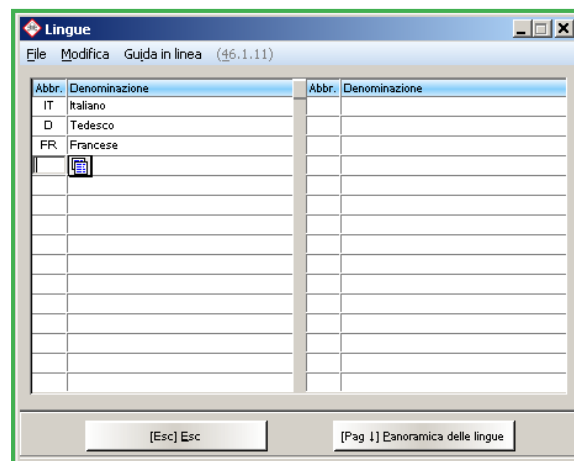 Lingue
File Modifica Guida in linea (46.1.11)
Abbr. Denominazione Abbr. Denominazione
IT Italiano
D Tedesco
FR Francese
[Esc] Esc [Pag ↓] Panoramica delle lingue